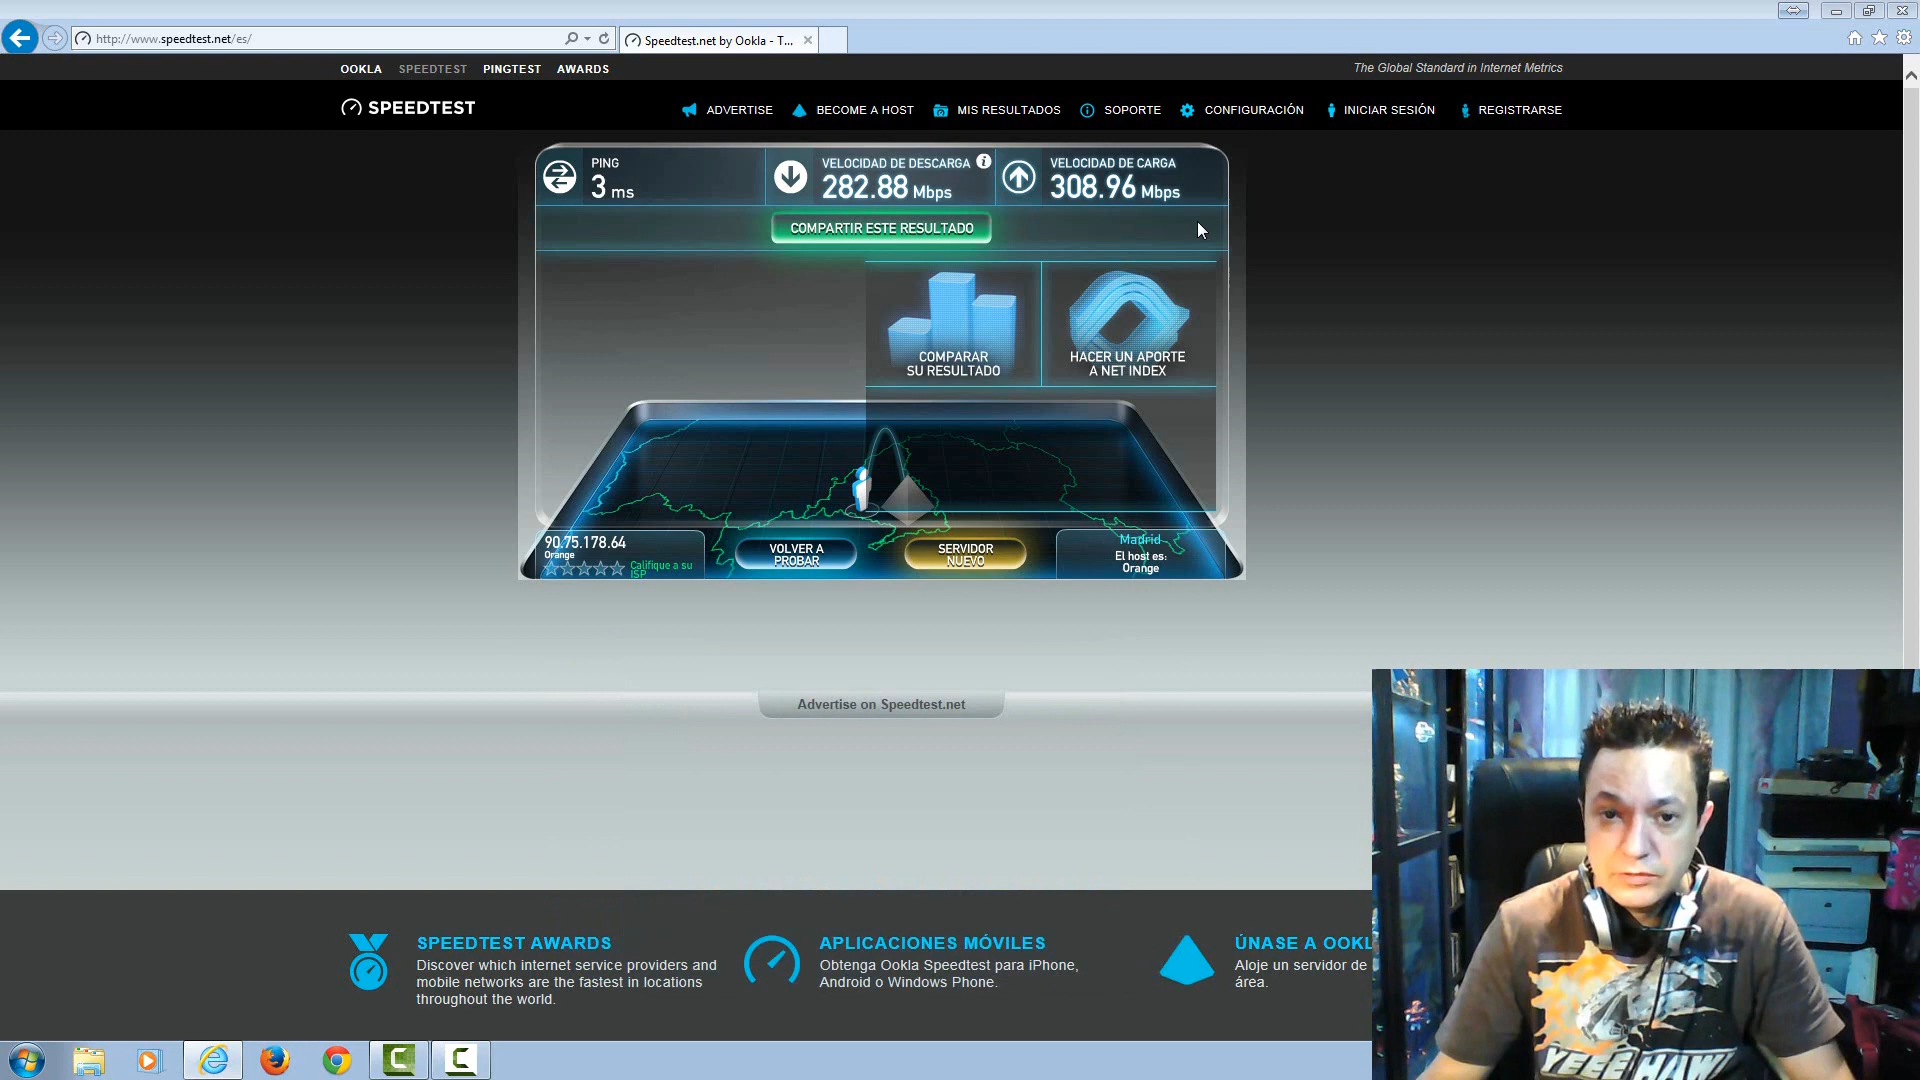 http://www.speedtest.net/es/
Speedtest.net by Ookla - T...
OOKLA SPEEDTEST PINGTEST AWARDS
The Global Standard in Internet Metrics
SPEEDTEST
ADVERTISE BECOME A HOST MIS RESULTADOS SOPORTE CONFIGURACIÓN INICIAR SESIÓN REGISTRARSE
PING
3 ms
VELOCIDAD DE DESCARGA
282.88 Mbps
VELOCIDAD DE CARGA
308.96 Mbps
COMPARTIR ESTE RESULTADO
COMPARAR
SU RESULTADO
HACER UN APORTE
A NET INDEX
90.75.178.64
Orange
Califique a su
ISP
VOLVER A
PROBAR
SERVIDOR
NUEVO
Madrid
El host es:
Orange
Advertise on Speedtest.net
SPEEDTEST AWARDS
Discover which internet service providers and
mobile networks are the fastest in locations
throughout the world.
APLICACIONES MÓVILES
Obtenga Ookla Speedtest para iPhone,
Android o Windows Phone.
ÚNASE A OOKL
Aloje un servidor de
área.
YEEE HAW